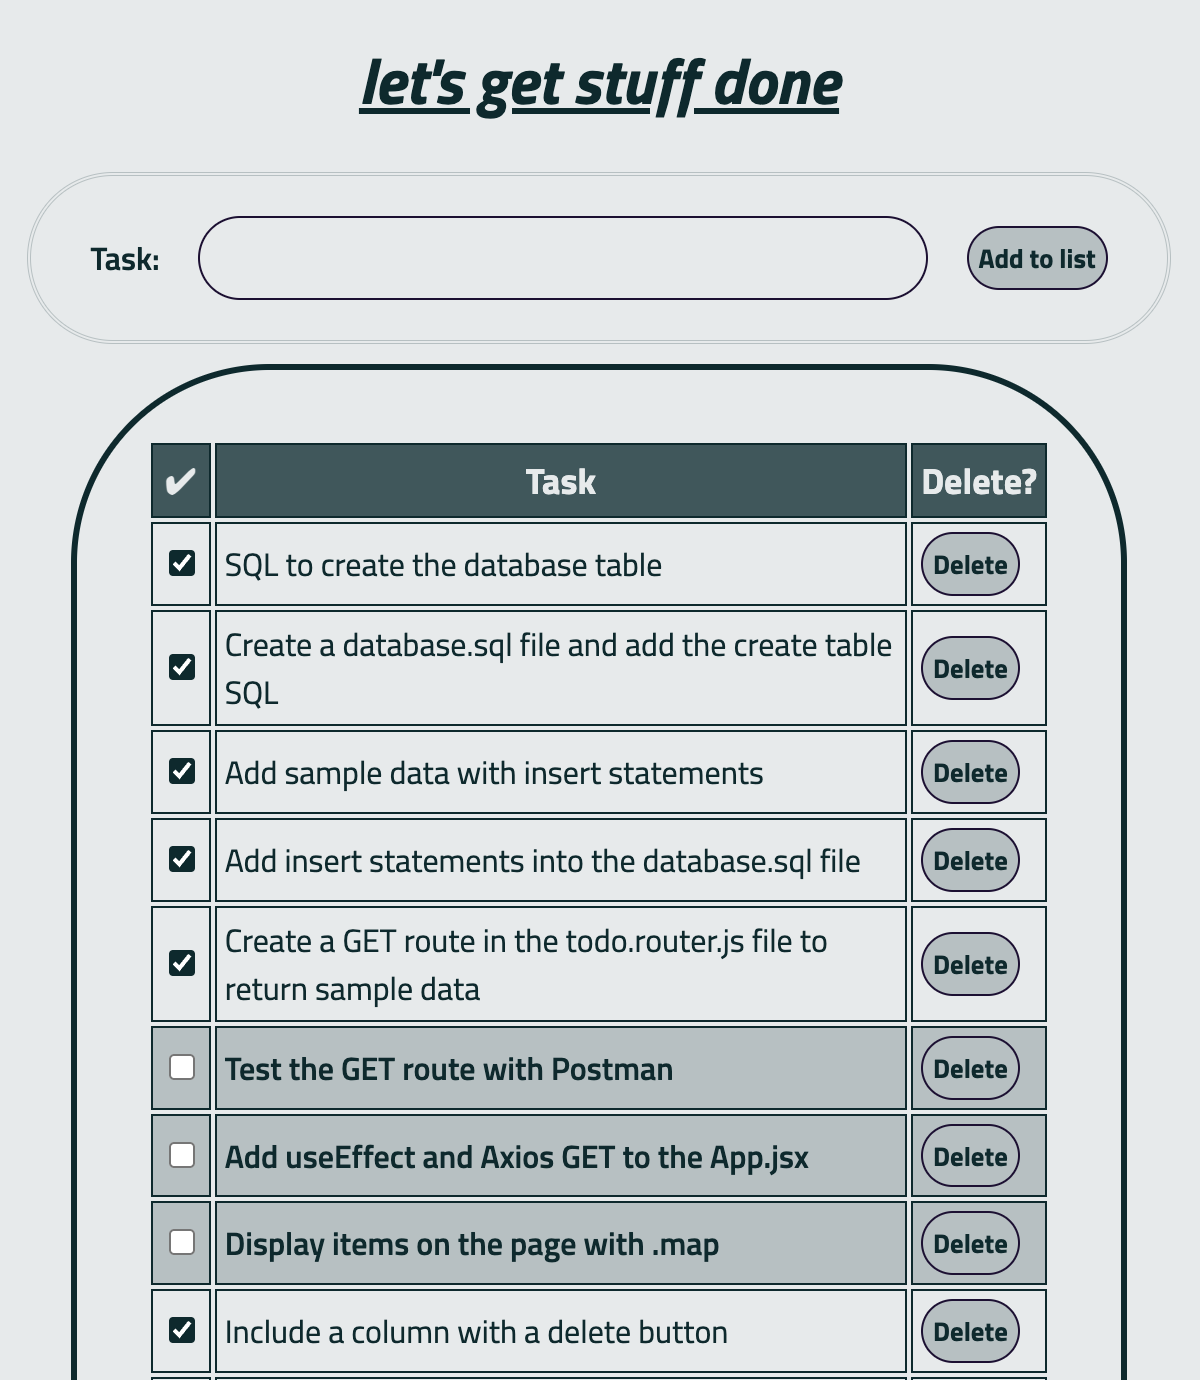 let's get stuff done
Task:
Add to list
✔ Task Delete?
SQL to create the database table Delete
Create a database.sql file and add the create table
SQL
Delete
Add sample data with insert statements Delete
Add insert statements into the database.sql file Delete
Create a GET route in the todo.router.js file to
return sample data
Delete
Test the GET route with Postman Delete
Add useEffect and Axios GET to the App.jsx Delete
Display items on the page with .map Delete
Include a column with a delete button Delete